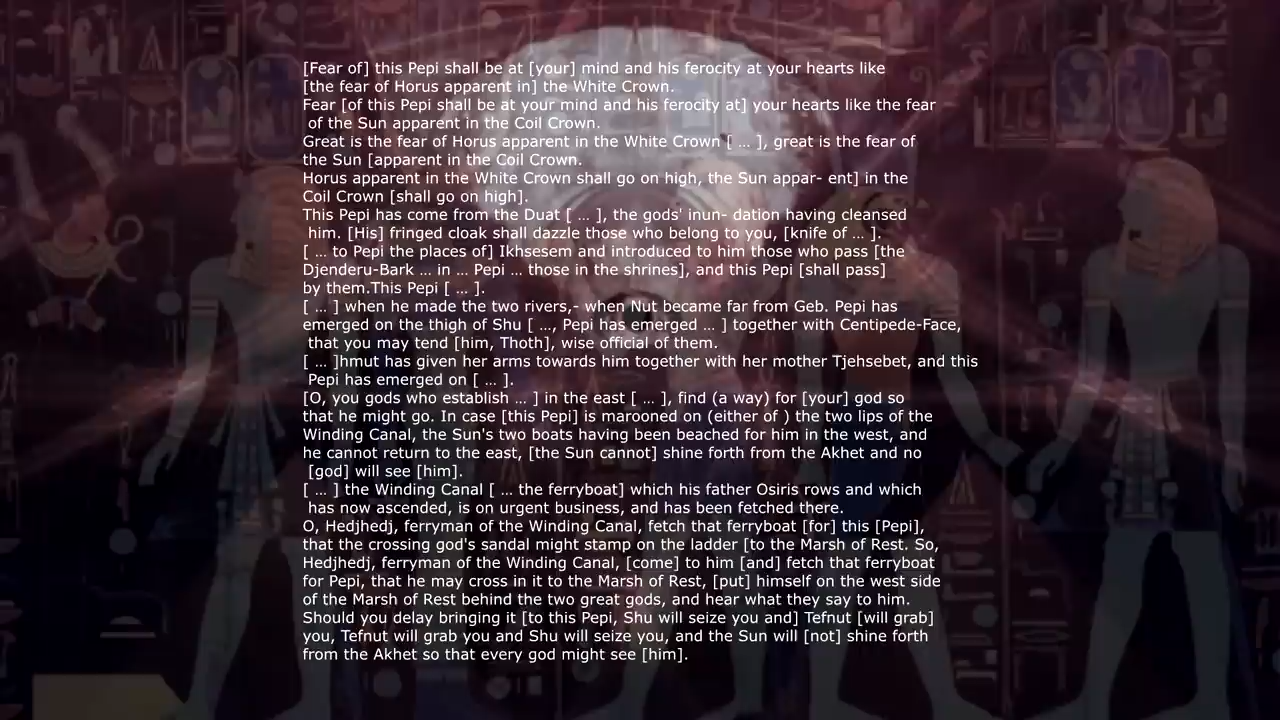 [Fear of] this Pepi shall be at [your] mind and his ferocity at your hearts like
[the fear of Horus apparent in] the White Crown.
Fear [of this Pepi shall be at your mind and his ferocity at] your hearts like the fear
of the Sun apparent in the Coil Crown.
Great is the fear of Horus apparent in the White Crown [ … ], great is the fear of
the Sun [apparent in the Coil Crown.
Horus apparent in the White Crown shall go on high, the Sun appar- ent] in the
Coil Crown [shall go on high].
This Pepi has come from the Duat [ … ], the gods' inun- dation having cleansed
him. [His] fringed cloak shall dazzle those who belong to you, [knife of … ].
[ … to Pepi the places of] Ikhsesem and introduced to him those who pass [the
Djenderu-Bark … in … Pepi … those in the shrines], and this Pepi [shall pass]
by them.This Pepi [ … ].
[ … ] when he made the two rivers,- when Nut became far from Geb. Pepi has
emerged on the thigh of Shu [ …, Pepi has emerged … ] together with Centipede-Face,
that you may tend [him, Thoth], wise official of them.
[ … ]hmut has given her arms towards him together with her mother Tjehsebet, and this
Pepi has emerged on [ … ].
[O, you gods who establish … ] in the east [ … ], find (a way) for [your] god so
that he might go. In case [this Pepi] is marooned on (either of ) the two lips of the
Winding Canal, the Sun's two boats having been beached for him in the west, and
he cannot return to the east, [the Sun cannot] shine forth from the Akhet and no
[god] will see [him].
[ … ] the Winding Canal [ … the ferryboat] which his father Osiris rows and which
has now ascended, is on urgent business, and has been fetched there.
O, Hedjhedj, ferryman of the Winding Canal, fetch that ferryboat [for] this [Pepi],
that the crossing god's sandal might stamp on the ladder [to the Marsh of Rest. So,
Hedjhedj, ferryman of the Winding Canal, [come] to him [and] fetch that ferryboat
for Pepi, that he may cross in it to the Marsh of Rest, [put] himself on the west side
of the Marsh of Rest behind the two great gods, and hear what they say to him.
Should you delay bringing it [to this Pepi, Shu will seize you and] Tefnut [will grab]
you, Tefnut will grab you and Shu will seize you, and the Sun will [not] shine forth
from the Akhet so that every god might see [him].